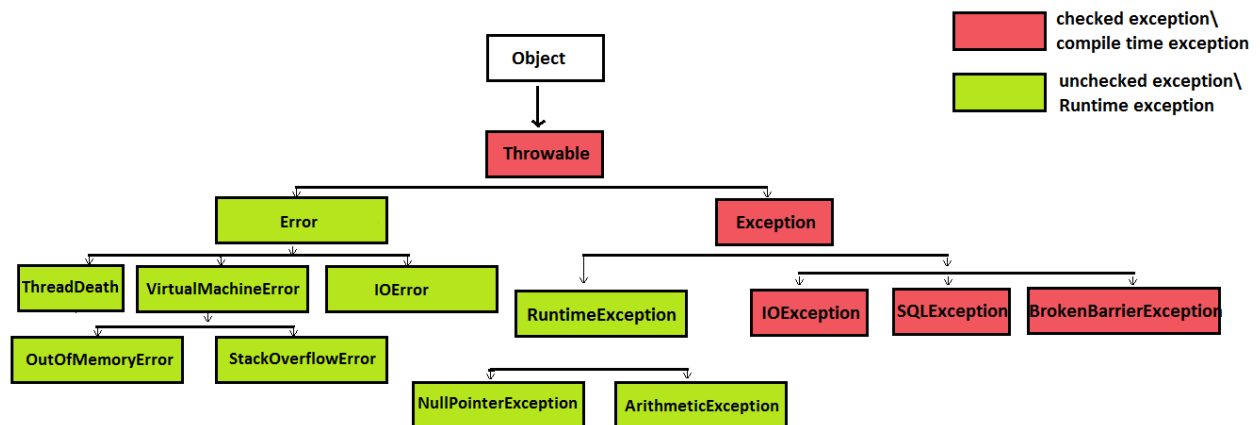 checked exception\
compile time exception
unchecked exception\
Runtime exception
Object
Throwable
Error
Exception
ThreadDeath
VirtualMachineError
IOError
RuntimeException
IOException
SQLException
BrokenBarrierException
OutOfMemoryError
StackOverflowError
NullPointerException
ArithmeticException